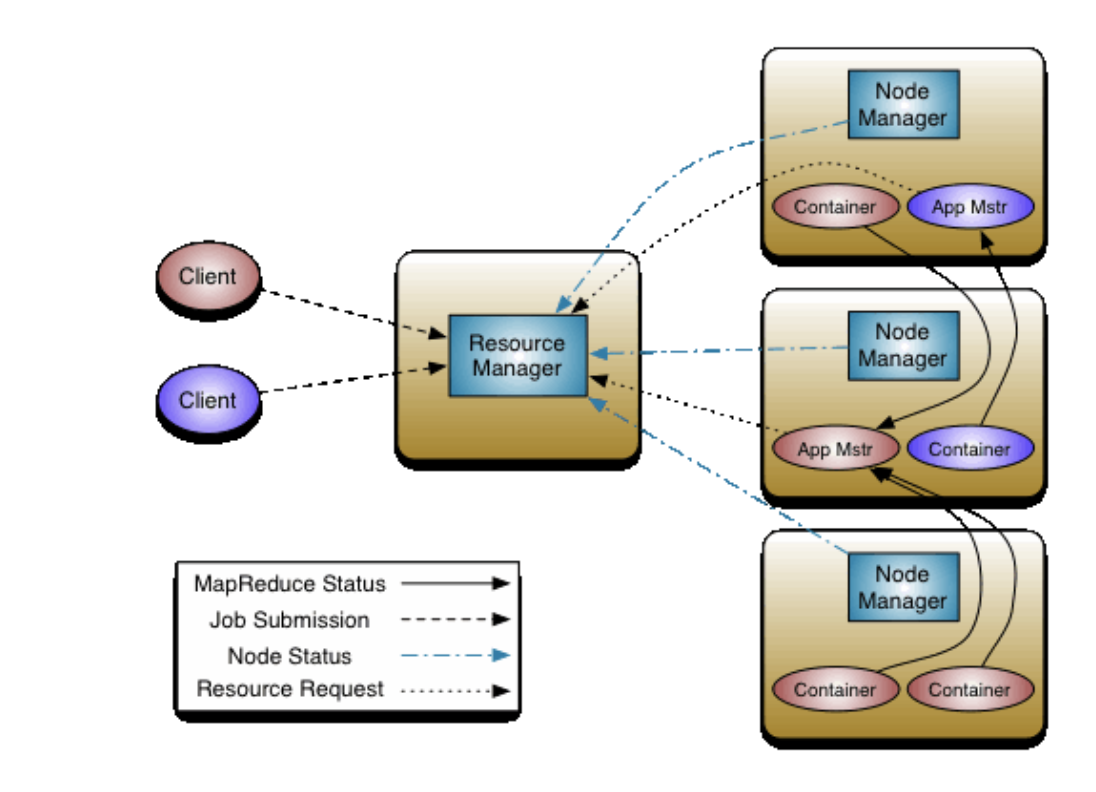 Node
Manager
Container
App Mstr
Client
Client
Resource
Manager
Node
Manager
App Mstr
Container
Node
Manager
Container
Container
MapReduce Status
Job Submission
Node Status
Resource Request